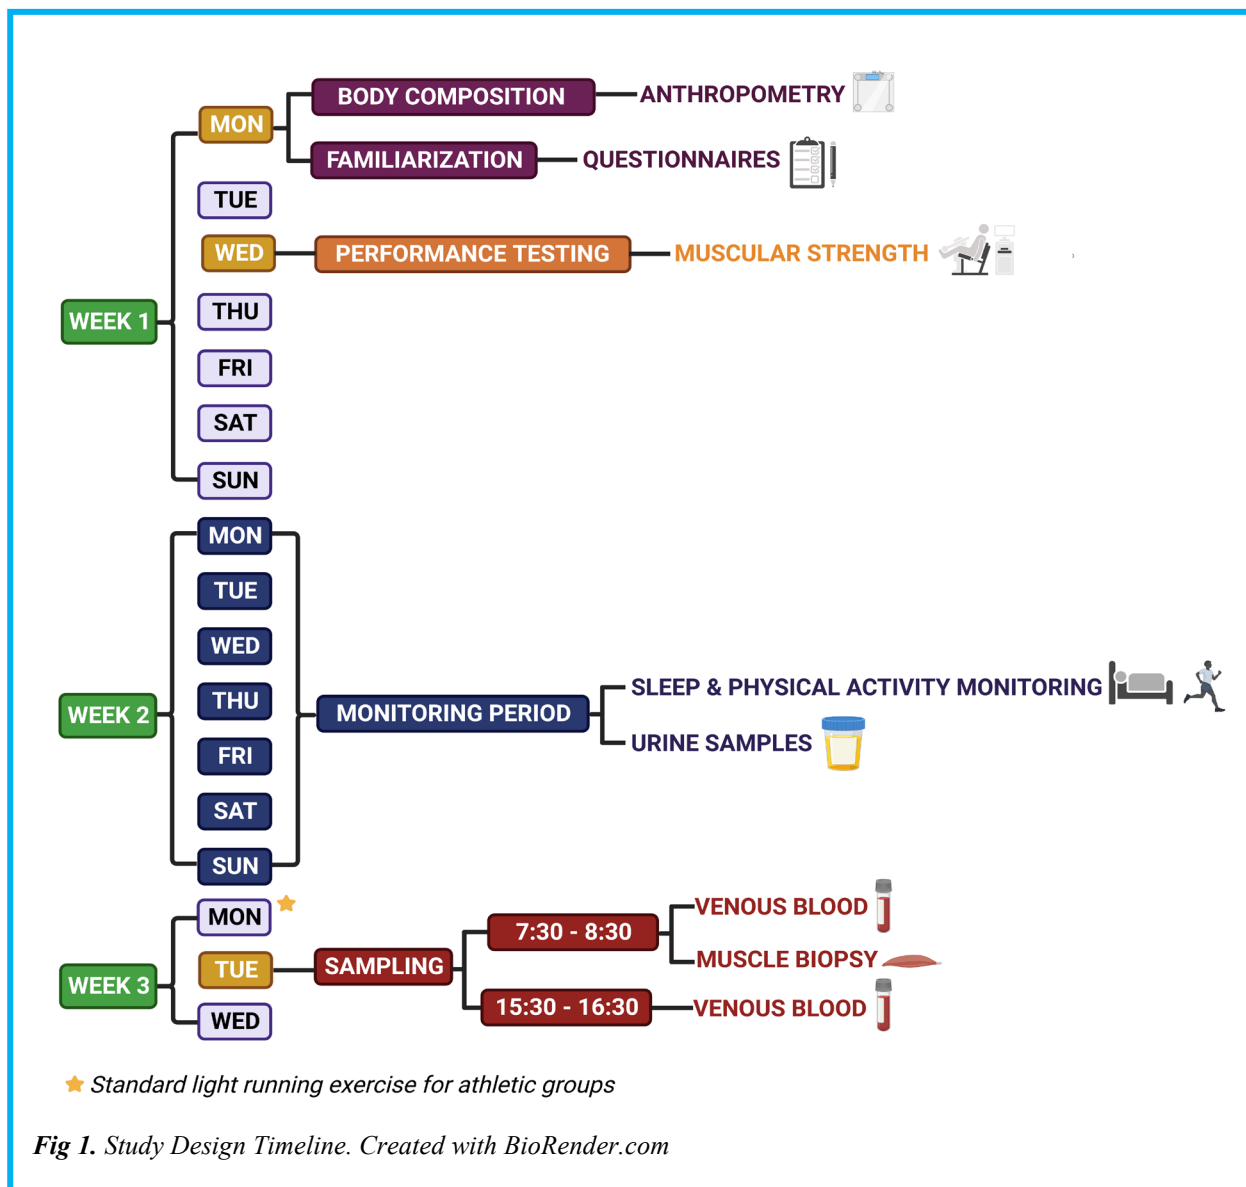 MON
BODY COMPOSITION
ANTHROPOMETRY
FAMILIARIZATION
QUESTIONNAIRES
TUE
WED
PERFORMANCE TESTING
MUSCULAR STRENGTH
WEEK 1
THU
FRI
SAT
SUN
MON
TUE
WED
THU
WEEK 2
MONITORING PERIOD
SLEEP & PHYSICAL ACTIVITY MONITORING
URINE SAMPLES
FRI
SAT
SUN
MON
WEEK 3
TUE
SAMPLING
7:30 - 8:30
VENOUS BLOOD
MUSCLE BIOPSY
15:30 - 16:30
VENOUS BLOOD
WED
Standard light running exercise for athletic groups
Fig 1. Study Design Timeline. Created with BioRender.com